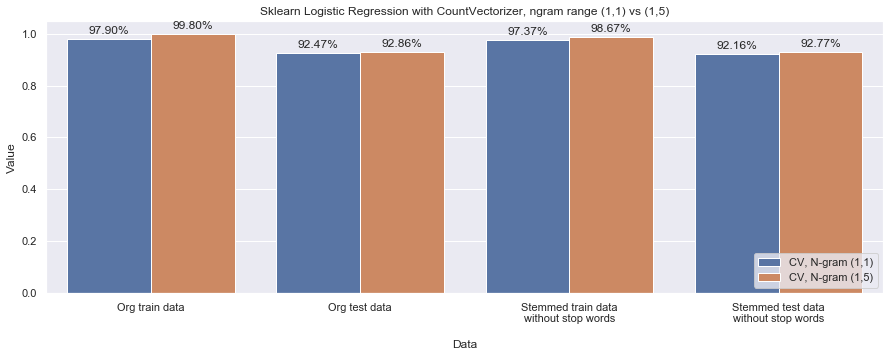 Sklearn Logistic Regression with CountVectorizer, ngram range (1,1) vs (1,5)
97.90%
99.80%
92.47%
92.86%
97.37%
98.67%
92.16%
92.77%
1.0
0.8
0.6
0.4
0.2
0.0
Value
CV, N-gram (1,1)
CV, N-gram (1,5)
Org train data
Org test data
Stemmed train data
without stop words
Stemmed test data
without stop words
Data